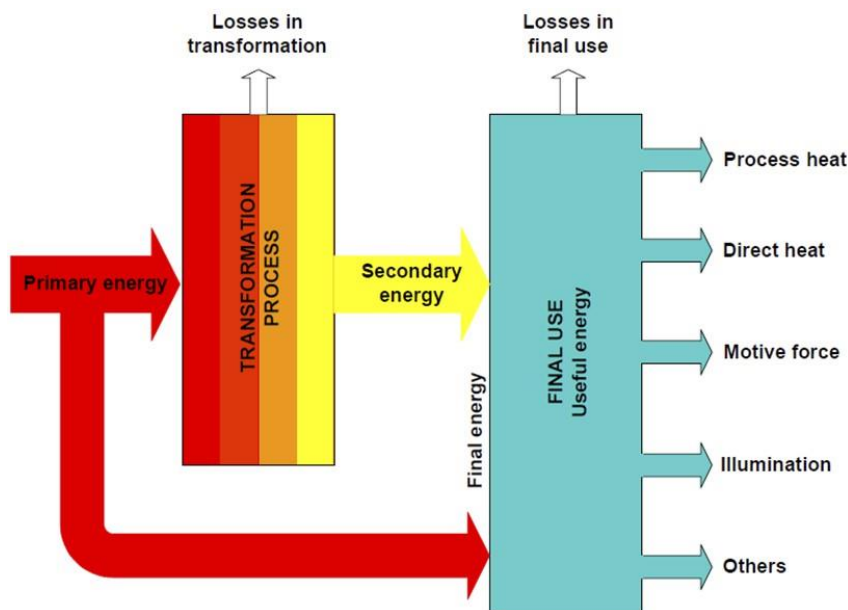 Losses in
transformation
Losses in
final use
Process heat
Direct heat
Motive force
Illumination
Others
Primary energy
TRANSFORMATION
PROCESS
Secondary
energy
Final energy
FINAL USE
Useful energy